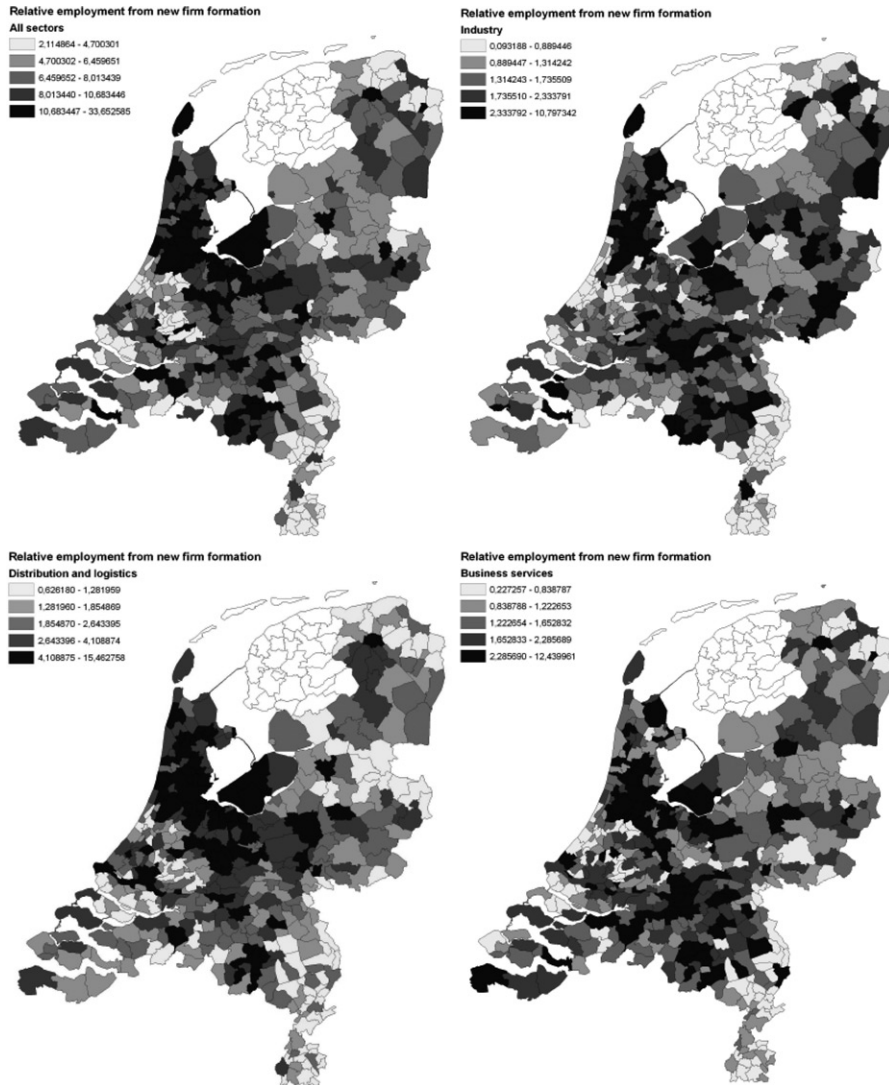 Relative employment from new firm formation
All sectors
2,114864 - 4,700301
4,700302 - 6,459651
6,459652 - 8,013439
8,013440 - 10,683446
10,683447 - 33,652585
Relative employment from new firm formation
Industry
0,093188 - 0,889446
0,889447 - 1,314242
1,314243 - 1,735509
1,735510 - 2,333791
2,333792 - 10,797342
Relative employment from new firm formation
Distribution and logistics
0,626180 - 1,281959
1,281960 - 1,854869
1,854870 - 2,643395
2,643396 - 4,108874
4,108875 - 15,462758
Relative employment from new firm formation
Business services
0,227257 - 0,838787
0,838788 - 1,222653
1,222654 - 1,652832
1,652833 - 2,285689
2,285690 - 12,439961